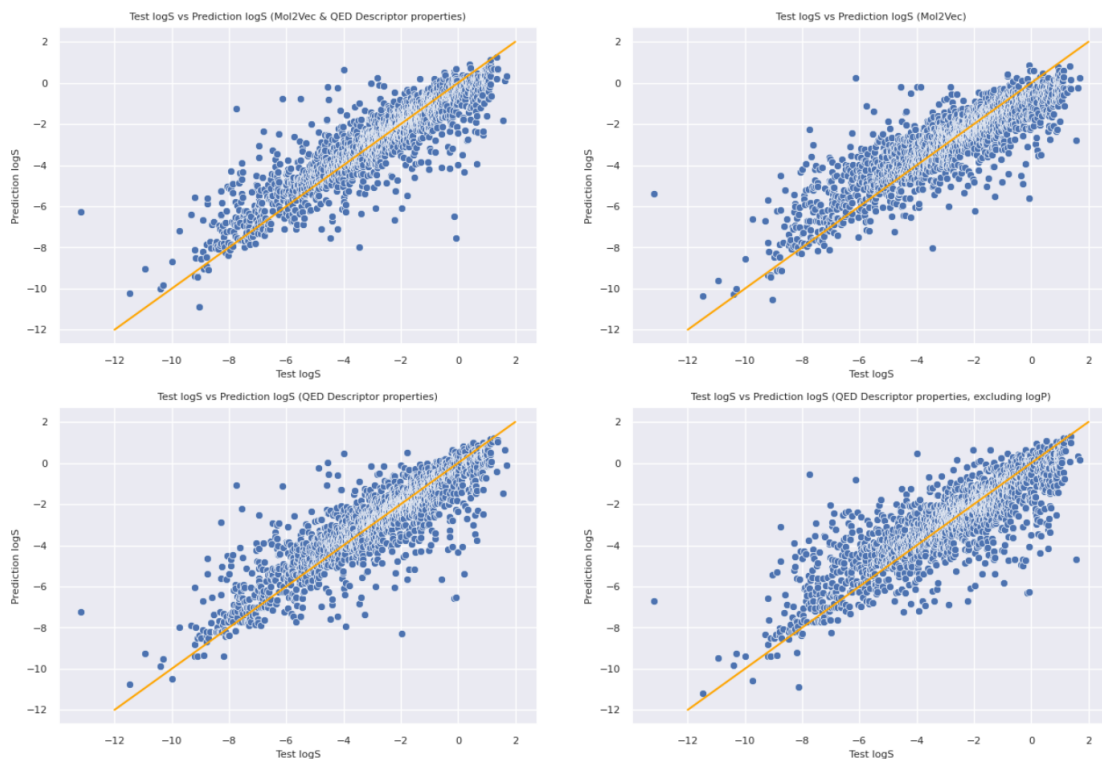 Test logS vs Prediction logS (Mol2Vec & QED Descriptor properties)
2
0
−2
−4
−6
−8
−10
−12
Prediction logS
−12 −10 −8 −6 −4 −2 0 2
Test logS
Test logS vs Prediction logS (Mol2Vec)
2
0
−2
−4
−6
−8
−10
−12
Prediction logS
−12 −10 −8 −6 −4 −2 0 2
Test logS
Test logS vs Prediction logS (QED Descriptor properties)
2
0
−2
−4
−6
−8
−10
−12
Prediction logS
−12 −10 −8 −6 −4 −2 0 2
Test logS
Test logS vs Prediction logS (QED Descriptor properties, excluding logP)
2
0
−2
−4
−6
−8
−10
−12
Prediction logS
−12 −10 −8 −6 −4 −2 0 2
Test logS